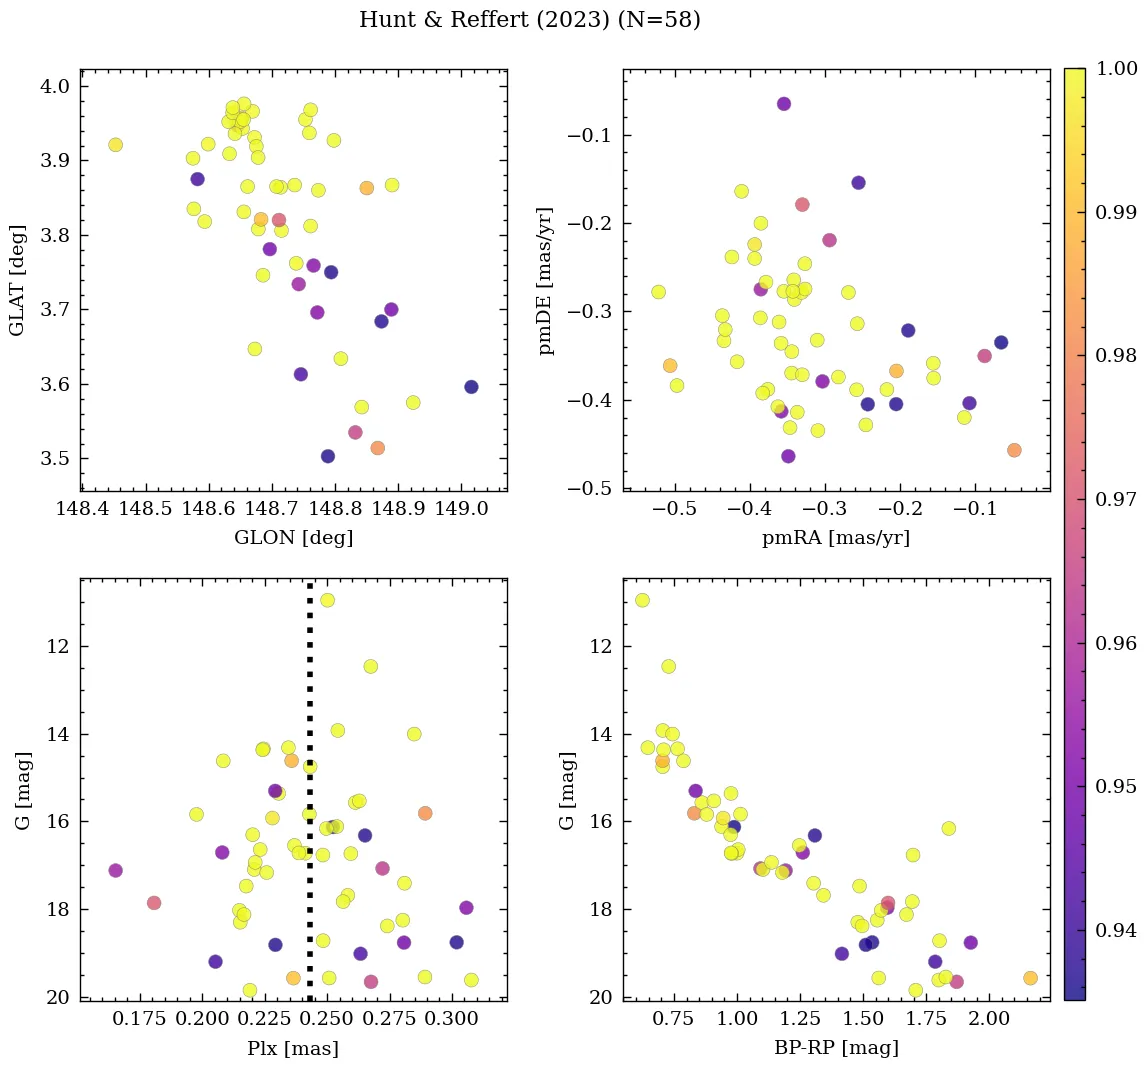 Hunt & Reffert (2023) (N=58)
4.0
3.9
3.8
3.7
3.6
3.5
GLAT [deg]
148.4 148.5 148.6 148.7 148.8 148.9 149.0
GLON [deg]
−0.1
−0.2
−0.3
−0.4
−0.5
pmDE [mas/yr]
−0.5 −0.4 −0.3 −0.2 −0.1
pmRA [mas/yr]
12
14
16
18
20
G [mag]
0.175 0.200 0.225 0.250 0.275 0.300
Plx [mas]
12
14
16
18
20
G [mag]
0.75 1.00 1.25 1.50 1.75 2.00
BP-RP [mag]
1.00
0.99
0.98
0.97
0.96
0.95
0.94